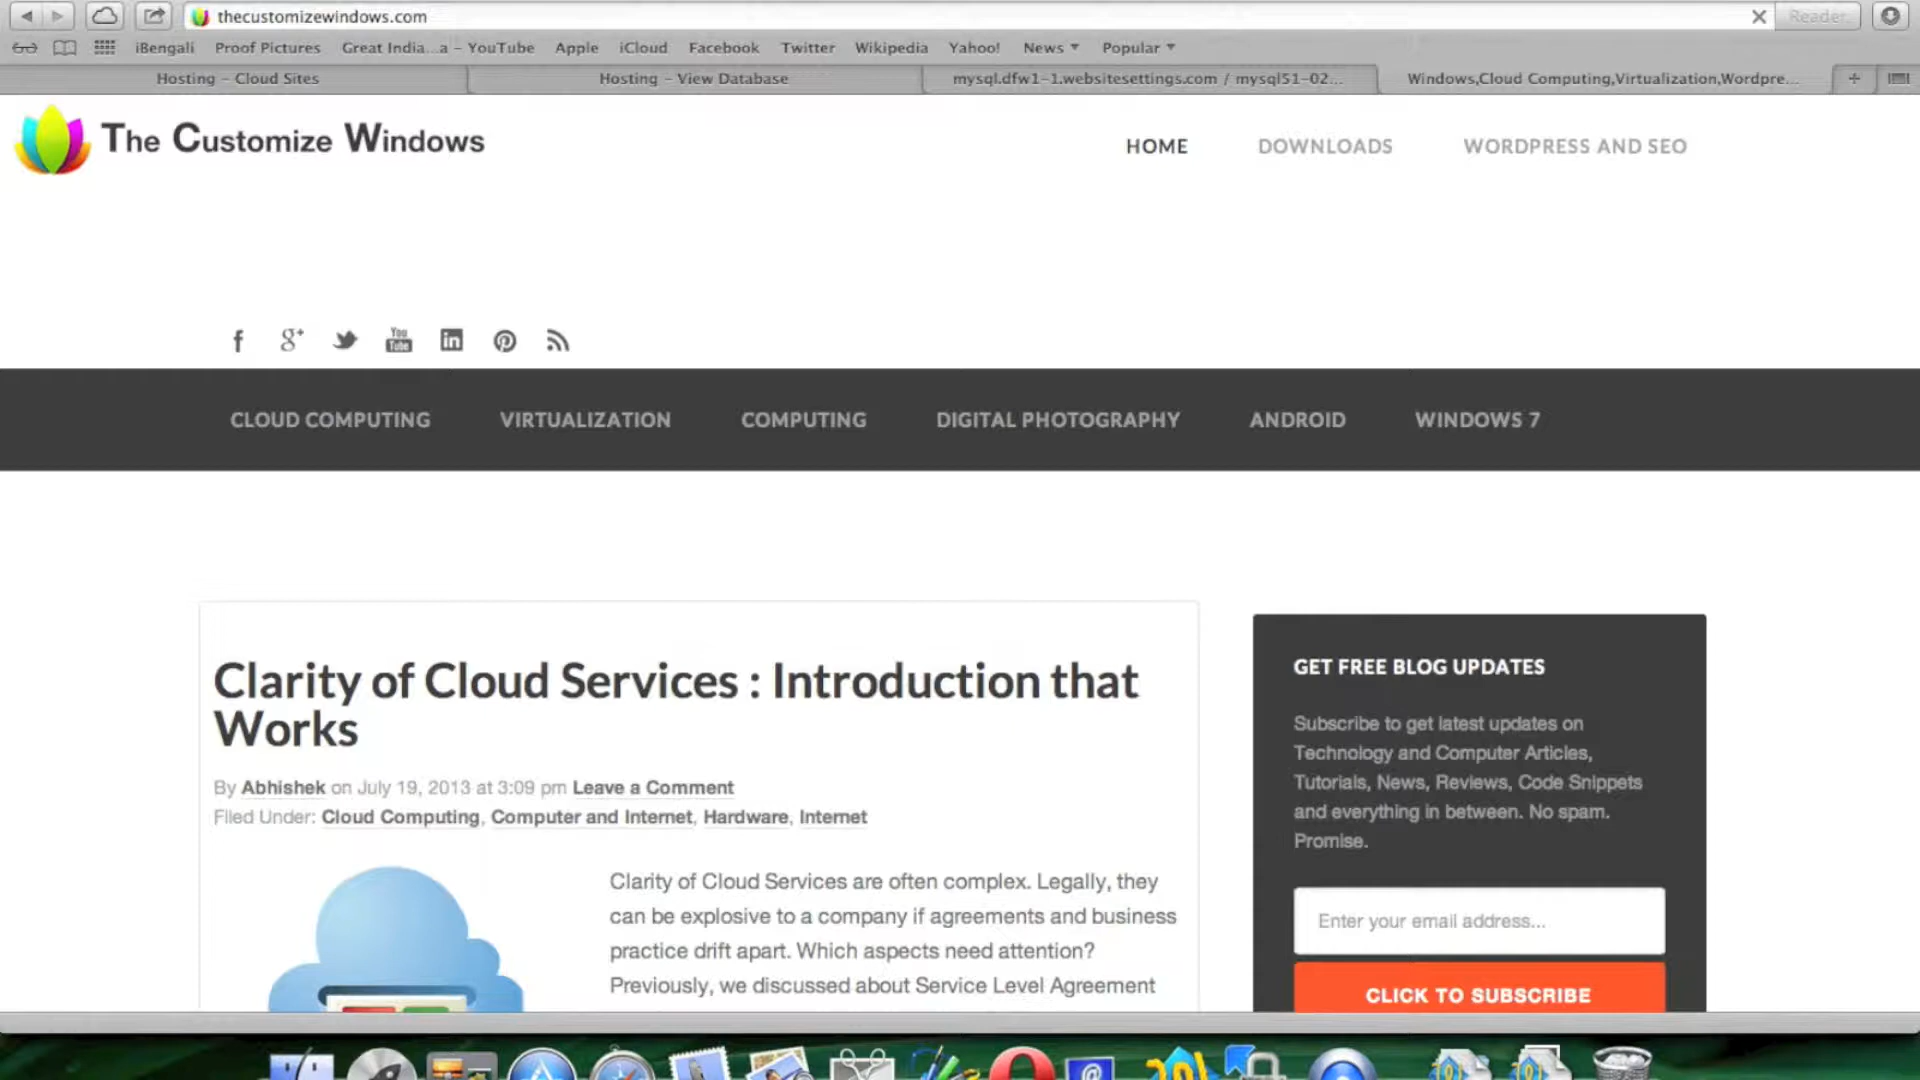 thecustomizewindows.com
Reader
iBengali Proof Pictures Great India...a - YouTube Apple iCloud Facebook Twitter Wikipedia Yahoo! News Popular
Hosting - Cloud Sites Hosting - View Database mysql.dfw1-1.websitesettings.com / mysql51-02... Windows,Cloud Computing,Virtualization,Wordpre...
The Customize Windows
HOME DOWNLOADS WORDPRESS AND SEO
f g+ You Tube in
CLOUD COMPUTING VIRTUALIZATION COMPUTING DIGITAL PHOTOGRAPHY ANDROID WINDOWS 7
Clarity of Cloud Services : Introduction that
Works
By Abhishek on July 19, 2013 at 3:09 pm Leave a Comment
Filed Under: Cloud Computing, Computer and Internet, Hardware, Internet
Clarity of Cloud Services are often complex. Legally, they
can be explosive to a company if agreements and business
practice drift apart. Which aspects need attention?
Previously, we discussed about Service Level Agreement
GET FREE BLOG UPDATES
Subscribe to get latest updates on
Technology and Computer Articles,
Tutorials, News, Reviews, Code Snippets
and everything in between. No spam.
Promise.
Enter your email address...
CLICK TO SUBSCRIBE